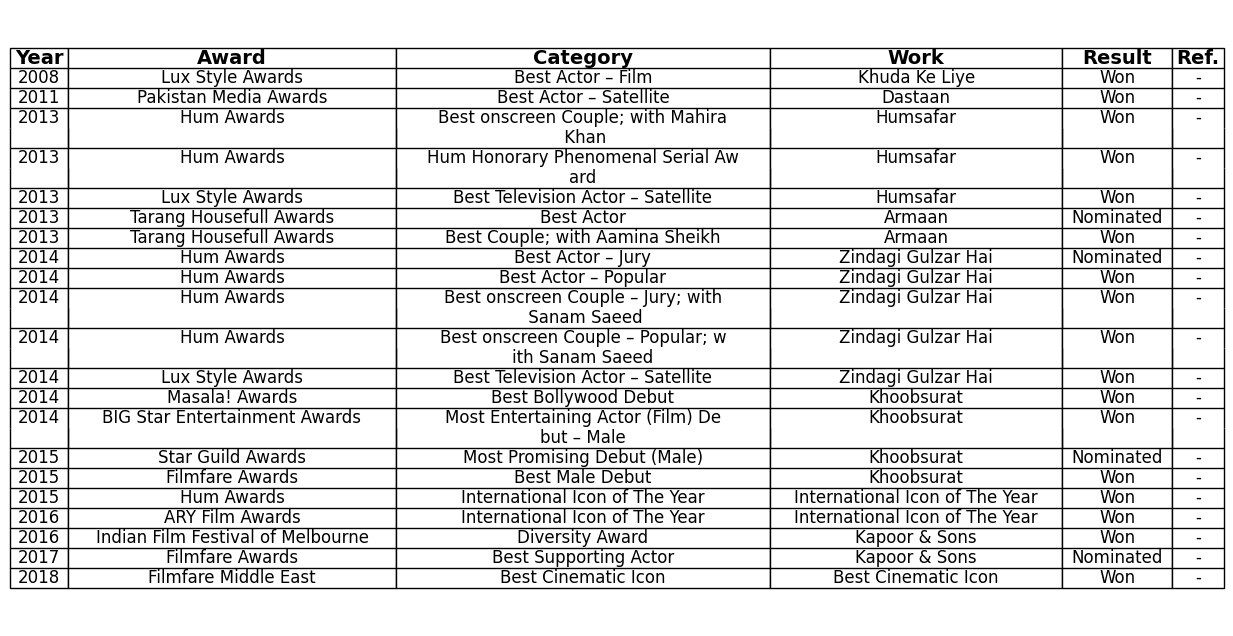 Year Award Category Work Result Ref.
2008 Lux Style Awards Best Actor – Film Khuda Ke Liye Won -
2011 Pakistan Media Awards Best Actor – Satellite Dastaan Won -
2013 Hum Awards Best onscreen Couple; with Mahira Humsafar Won -
Khan
2013 Hum Awards Hum Honorary Phenomenal Serial Aw Humsafar Won -
ard
2013 Lux Style Awards Best Television Actor – Satellite Humsafar Won -
2013 Tarang Housefull Awards Best Actor Armaan Nominated -
2013 Tarang Housefull Awards Best Couple; with Aamina Sheikh Armaan Won -
2014 Hum Awards Best Actor – Jury Zindagi Gulzar Hai Nominated -
2014 Hum Awards Best Actor – Popular Zindagi Gulzar Hai Won -
2014 Hum Awards Best onscreen Couple – Jury; with Zindagi Gulzar Hai Won -
Sanam Saeed
2014 Hum Awards Best onscreen Couple – Popular; w Zindagi Gulzar Hai Won -
ith Sanam Saeed
2014 Lux Style Awards Best Television Actor – Satellite Zindagi Gulzar Hai Won -
2014 Masala! Awards Best Bollywood Debut Khoobsurat Won -
2014 BIG Star Entertainment Awards Most Entertaining Actor (Film) De Khoobsurat Won -
but – Male
2015 Star Guild Awards Most Promising Debut (Male) Khoobsurat Nominated -
2015 Filmfare Awards Best Male Debut Khoobsurat Won -
2015 Hum Awards International Icon of The Year International Icon of The Year Won -
2016 ARY Film Awards International Icon of The Year International Icon of The Year Won -
2016 Indian Film Festival of Melbourne Diversity Award Kapoor & Sons Won -
2017 Filmfare Awards Best Supporting Actor Kapoor & Sons Nominated -
2018 Filmfare Middle East Best Cinematic Icon Best Cinematic Icon Won -